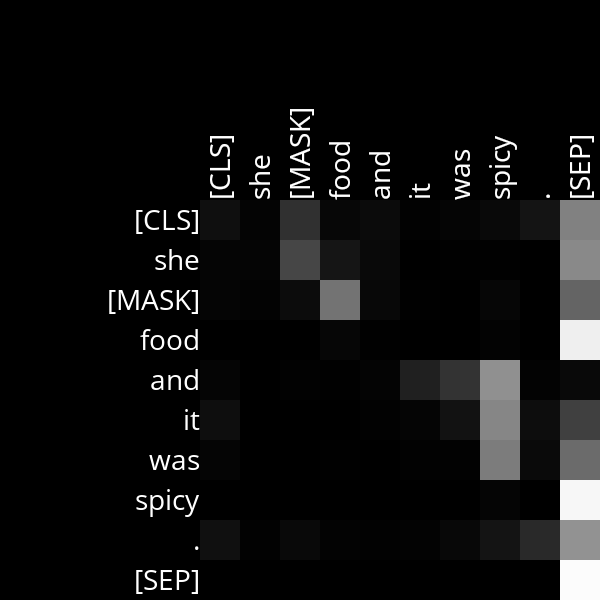 [CLS] she [MASK] food and it was spicy . [SEP]
[CLS]
she
[MASK]
food
and
it
was
spicy
.
[SEP]